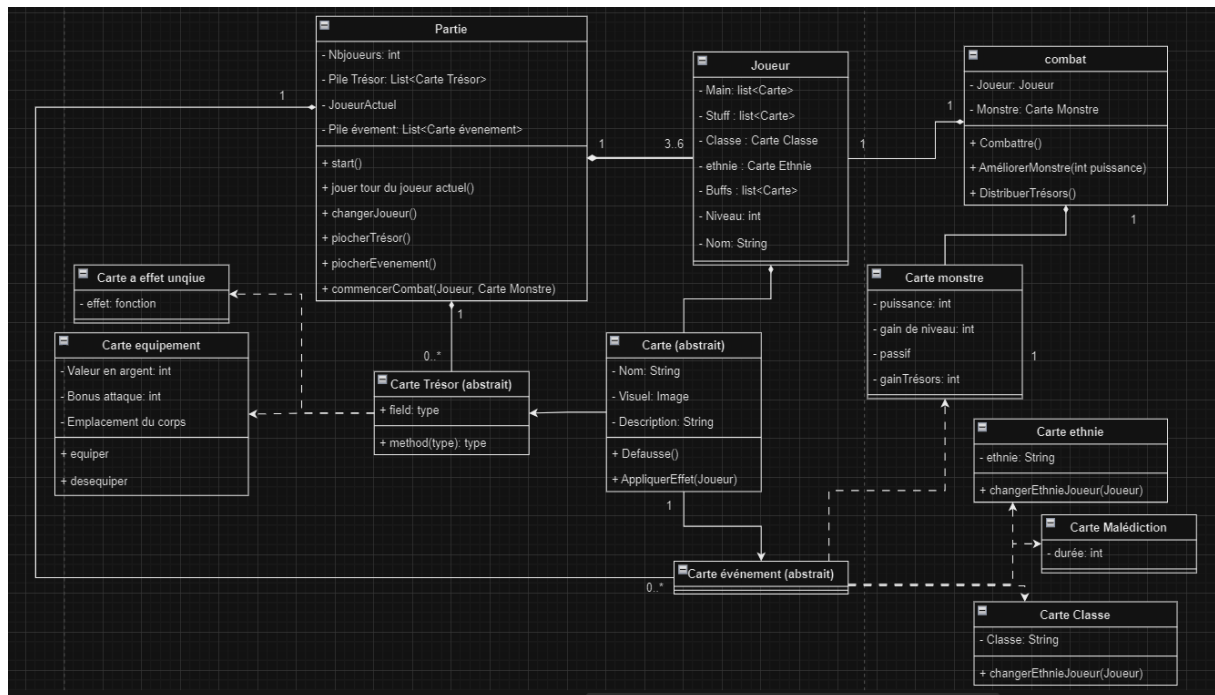 Partie
- Nbjoueurs: int
- Pile Trésor: List<Carte Trésor>
- JoueurActuel
- Pile évement: List<Carte évenement>
+ start()
+ jouer tour du joueur actuel()
+ changerJoueur()
+ piocherTrésor()
+ piocherEvenement()
+ commencerCombat(Joueur, Carte Monstre)
1
1
3..6
Joueur
- Main: list<Carte>
- Stuff : list<Carte>
- Classe : Carte Classe
- ethnie : Carte Ethnie
- Buffs : list<Carte>
- Niveau: int
- Nom: String
1
1
combat
- Joueur: Joueur
- Monstre: Carte Monstre
+ Combattre()
+ AméliorerMonstre(int puissance)
+ DistribuerTrésors()
1
Carte a effet unqiue
- effet: fonction
Carte equipement
- Valeur en argent: int
- Bonus attaque: int
- Emplacement du corps
+ equiper
+ desequiper
1
0..*
Carte Trésor (abstrait)
+ field: type
+ method(type): type
Carte (abstrait)
- Nom: String
- Visuel: Image
- Description: String
+ Defausse()
+ AppliquerEffet(Joueur)
1
Carte monstre
- puissance: int
- gain de niveau: int
- passif
- gainTrésors: int
1
Carte ethnie
- ethnie: String
+ changerEthnieJoueur(Joueur)
Carte Malédiction
- durée: int
Carte événement (abstrait)
0..*
Carte Classe
- Classe: String
+ changerEthnieJoueur(Joueur)